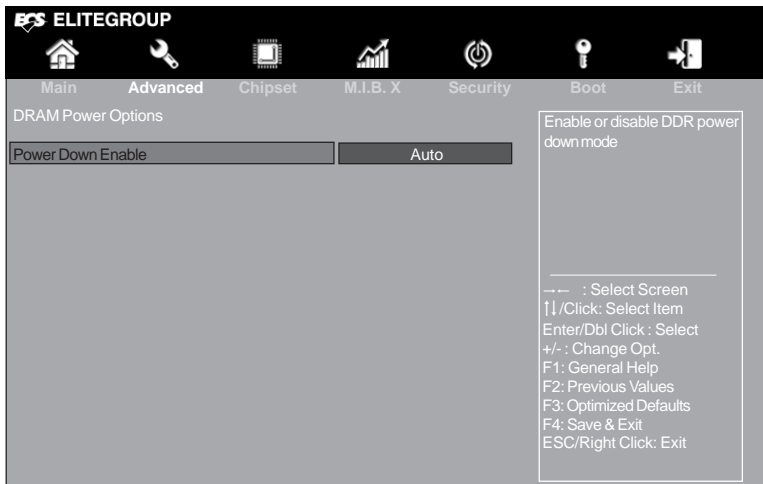 ECS ELITEGROUP
Main Advanced Chipset M.I.B. X Security Boot Exit
DRAM Power Options
Power Down Enable Auto
Enable or disable DDR power
down mode
→← : Select Screen
↑↓/Click: Select Item
Enter/Dbl Click : Select
+/- : Change Opt.
F1: General Help
F2: Previous Values
F3: Optimized Defaults
F4: Save & Exit
ESC/Right Click: Exit